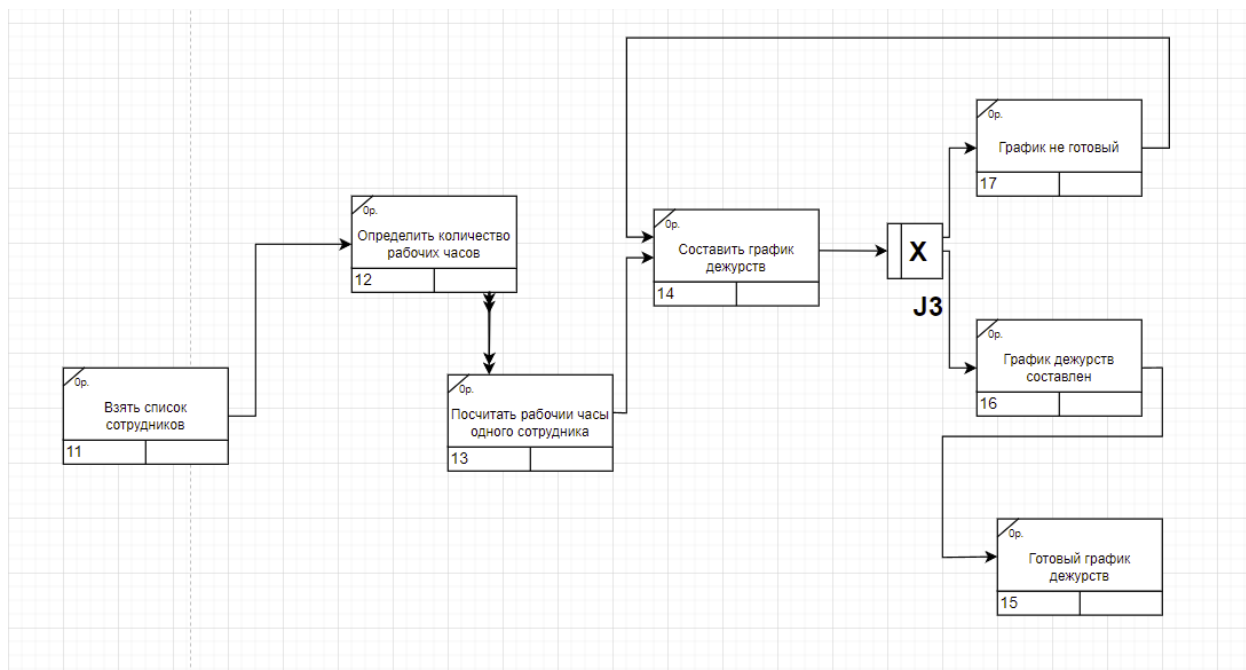 0р.
График не готовый
17
0р.
Определить количество
рабочих часов
12
0р.
Составить график
дежурств
14
X
J3
0р.
График дежурств
составлен
16
0р.
Взять список
сотрудников
11
0р.
Посчитать рабочии часы
одного сотрудника
13
0р.
Готовый график
дежурств
15